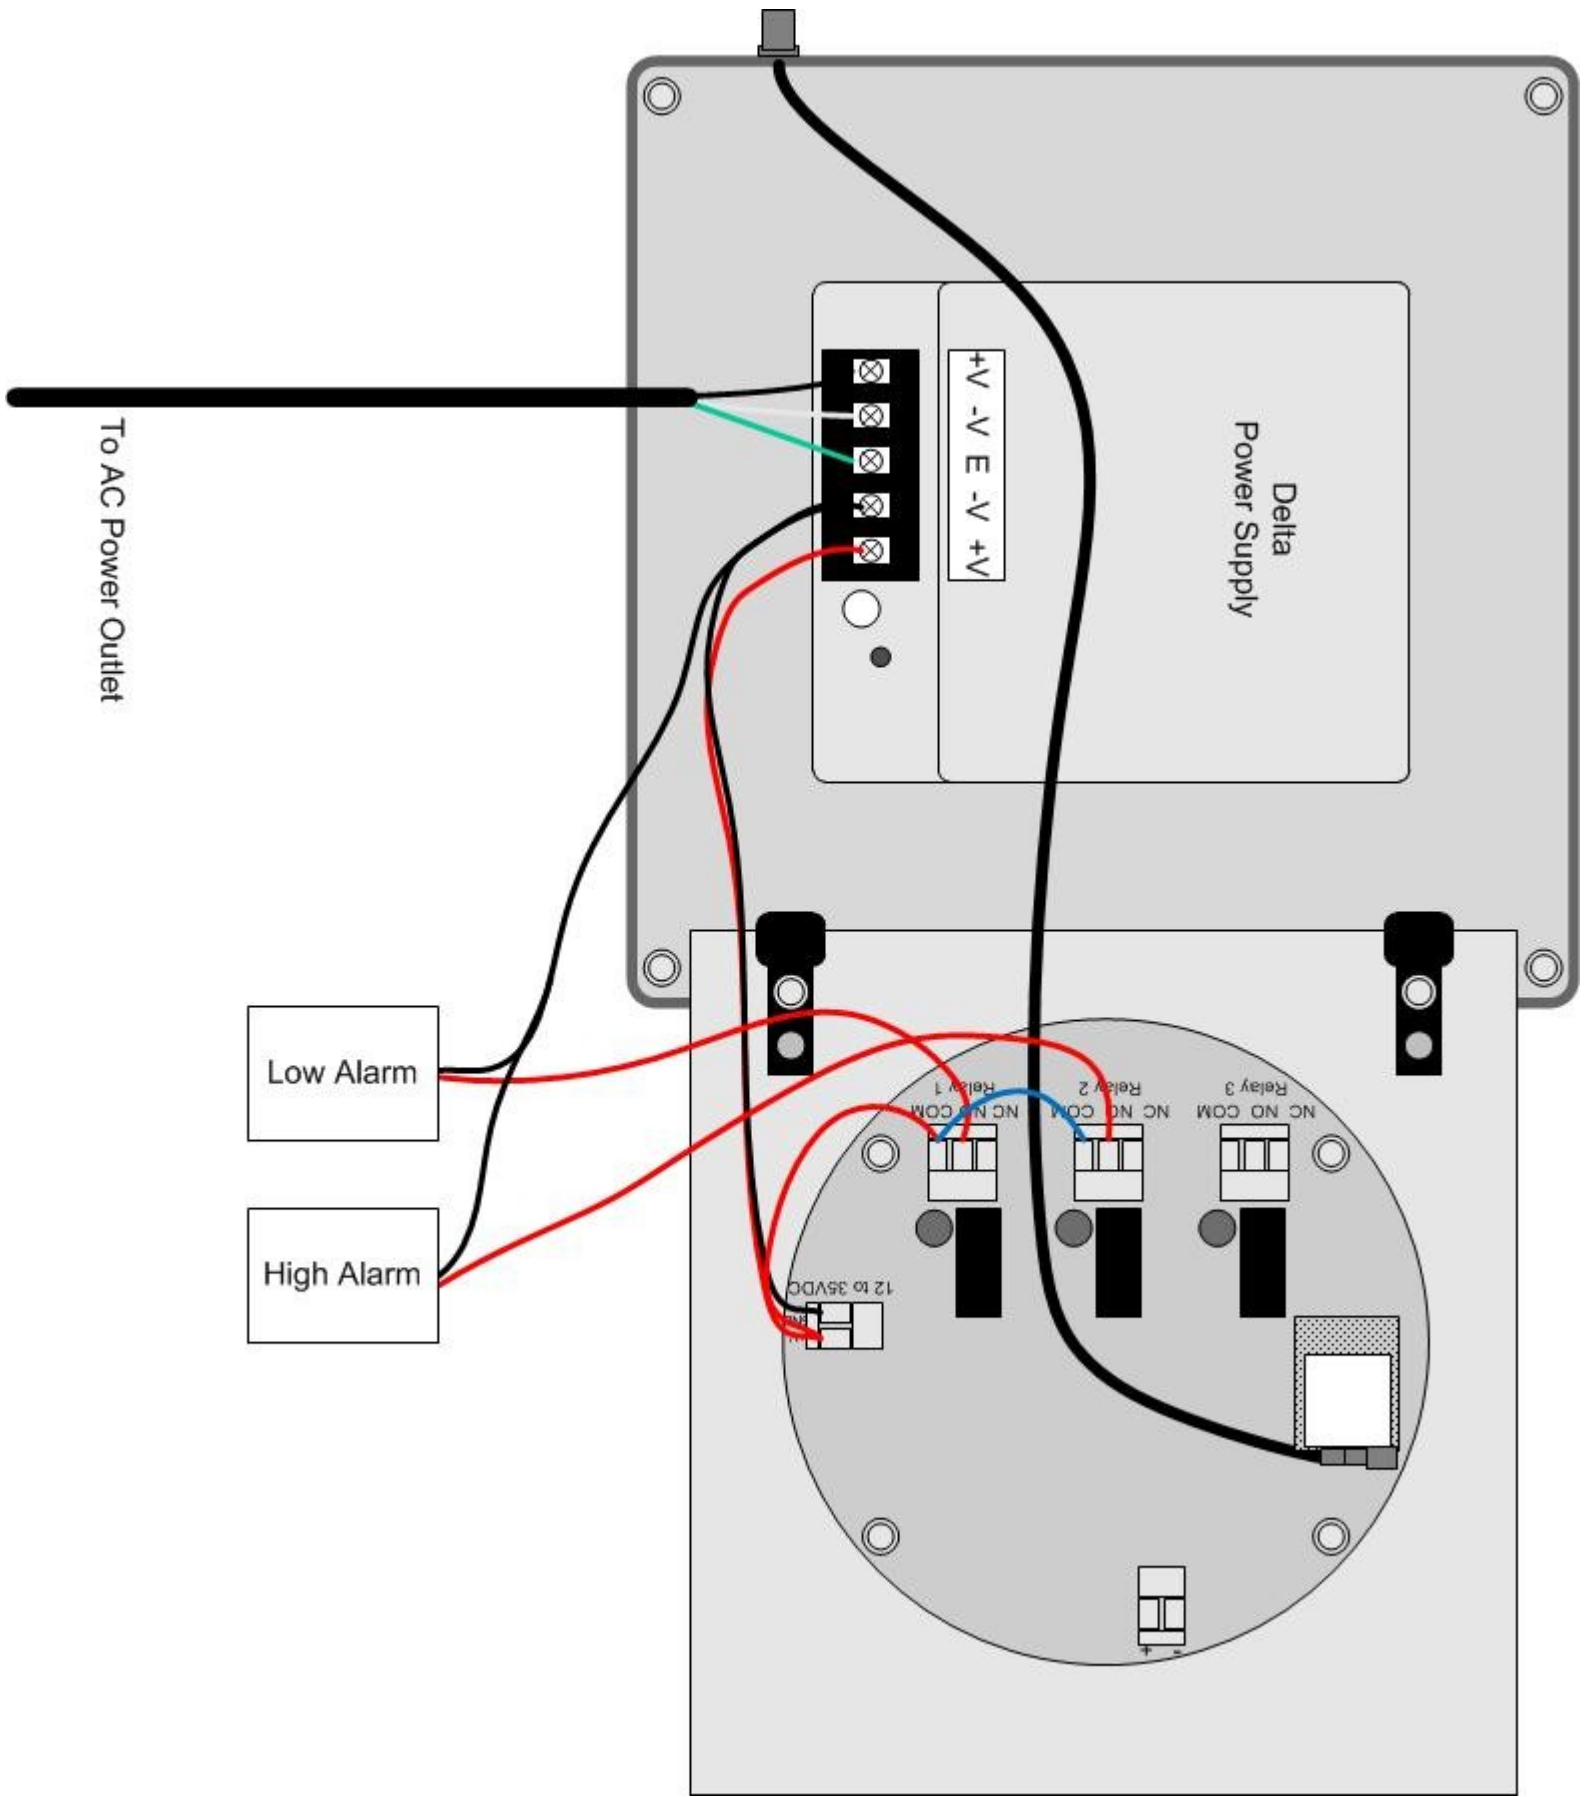 +V -V E -V +V
Delta
Power Supply
To AC Power Outlet
Low Alarm
High Alarm
Relay 1
Relay 2
Relay 3
NC NO COM
NC NO COM
NC NO COM
12 to 35VDC
+ -